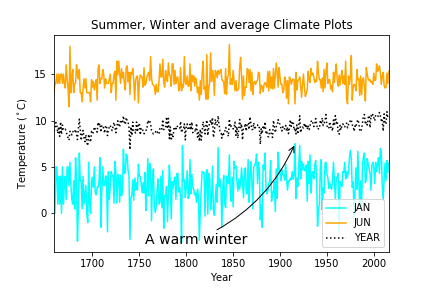 Summer, Winter and average Climate Plots
Temperature (°C)
15
10
5
0
A warm winter
JAN
JUN
YEAR
1700 1750 1800 1850 1900 1950 2000
Year